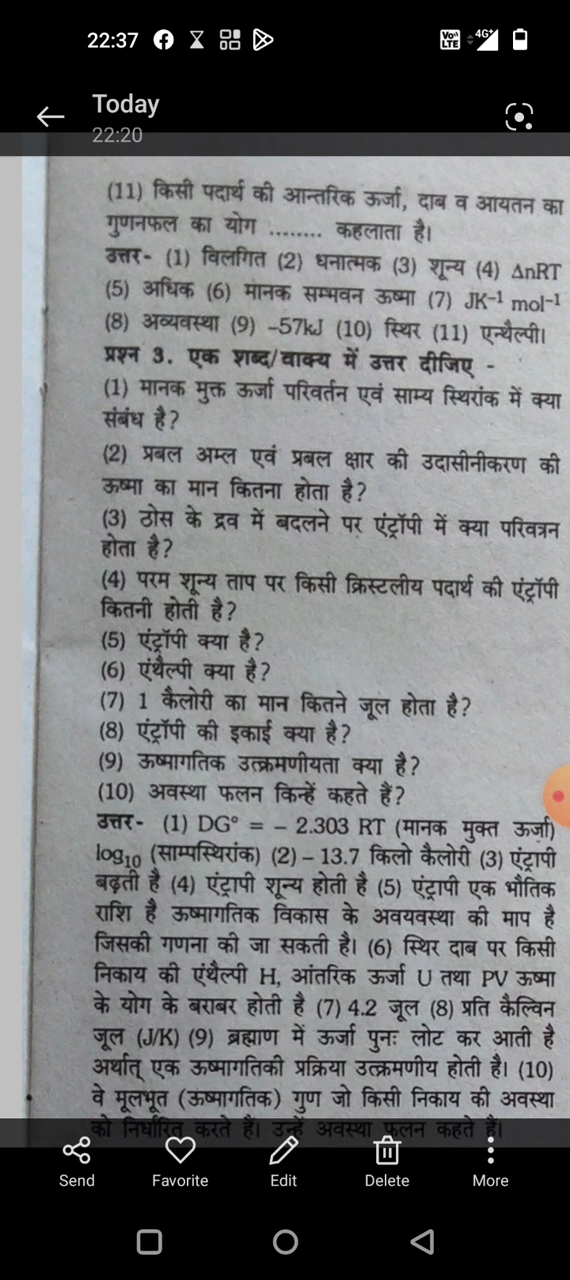 22:37
VoLTE 4G+
Today
22:20
(11) किसी पदार्थ की आन्तरिक ऊर्जा, दाब व आयतन का
गुणनफल का योग ........ कहलाता है।
उत्तर- (1) विलगित (2) धनात्मक (3) शून्य (4) ΔnRT
(5) अधिक (6) मानक सम्भवन ऊष्मा (7) JK⁻¹ mol⁻¹
(8) अव्यवस्था (9) -57kJ (10) स्थिर (11) एन्थैल्पी।
प्रश्न 3. एक शब्द/वाक्य में उत्तर दीजिए -
(1) मानक मुक्त ऊर्जा परिवर्तन एवं साम्य स्थिरांक में क्या
संबंध है?
(2) प्रबल अम्ल एवं प्रबल क्षार की उदासीनीकरण की
ऊष्मा का मान कितना होता है?
(3) ठोस के द्रव में बदलने पर एंट्रॉपी में क्या परिवत्रन
होता है?
(4) परम शून्य ताप पर किसी क्रिस्टलीय पदार्थ की एंट्रॉपी
कितनी होती है?
(5) एंट्रॉपी क्या है?
(6) एंथैल्पी क्या है?
(7) 1 कैलोरी का मान कितने जूल होता है?
(8) एंट्रॉपी की इकाई क्या है?
(9) ऊष्मागतिक उत्क्रमणीयता क्या है?
(10) अवस्था फलन किन्हें कहते हैं?
उत्तर- (1) DG° = – 2.303 RT (मानक मुक्त ऊर्जा)
log₁₀ (साम्पस्थिरांक) (2) – 13.7 किलो कैलोरी (3) एंट्रापी
बढ़ती है (4) एंट्रापी शून्य होती है (5) एंट्रापी एक भौतिक
राशि है ऊष्मागतिक विकास के अवयवस्था की माप है
जिसकी गणना की जा सकती है। (6) स्थिर दाब पर किसी
निकाय की एंथैल्पी H, आंतरिक ऊर्जा U तथा PV ऊष्मा
के योग के बराबर होती है (7) 4.2 जूल (8) प्रति कैल्विन
जूल (J/K) (9) ब्रह्माण में ऊर्जा पुनः लोट कर आती है
अर्थात् एक ऊष्मागतिकी प्रक्रिया उत्क्रमणीय होती है। (10)
वे मूलभूत (ऊष्मागतिक) गुण जो किसी निकाय की अवस्था
को निर्धारित करते हैं। उन्हें अवस्था फलन कहते हैं।
Send Favorite Edit Delete More